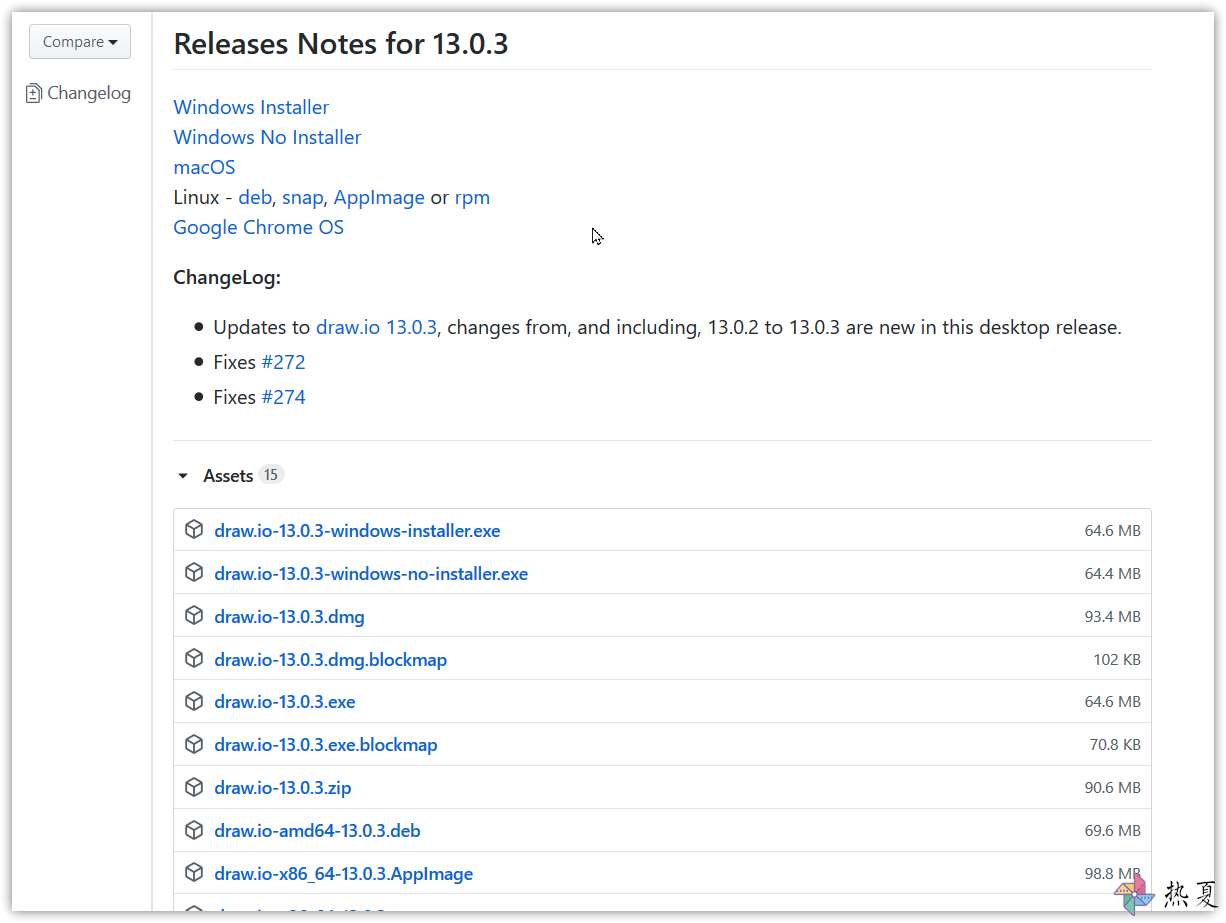 Compare
Changelog
Releases Notes for 13.0.3
Windows Installer
Windows No Installer
macOS
Linux - deb, snap, AppImage or rpm
Google Chrome OS
ChangeLog:
Updates to draw.io 13.0.3, changes from, and including, 13.0.2 to 13.0.3 are new in this desktop release.
Fixes #272
Fixes #274
Assets 15
draw.io-13.0.3-windows-installer.exe 64.6 MB
draw.io-13.0.3-windows-no-installer.exe 64.4 MB
draw.io-13.0.3.dmg 93.4 MB
draw.io-13.0.3.dmg.blockmap 102 KB
draw.io-13.0.3.exe 64.6 MB
draw.io-13.0.3.exe.blockmap 70.8 KB
draw.io-13.0.3.zip 90.6 MB
draw.io-amd64-13.0.3.deb 69.6 MB
draw.io-x86_64-13.0.3.AppImage 98.8 MB
热夏